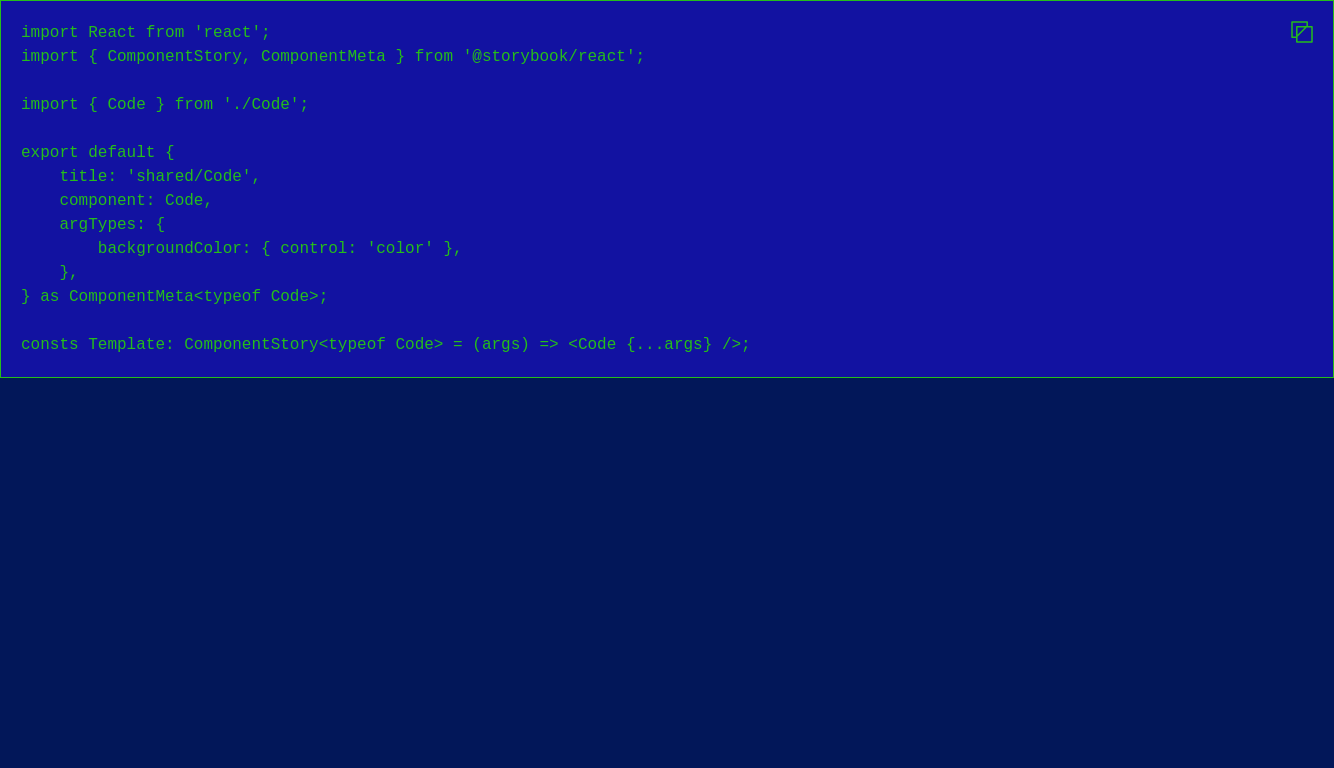 import React from 'react';
import { ComponentStory, ComponentMeta } from '@storybook/react';

import { Code } from './Code';

export default {
    title: 'shared/Code',
    component: Code,
    argTypes: {
        backgroundColor: { control: 'color' },
    },
} as ComponentMeta<typeof Code>;

consts Template: ComponentStory<typeof Code> = (args) => <Code {...args} />;